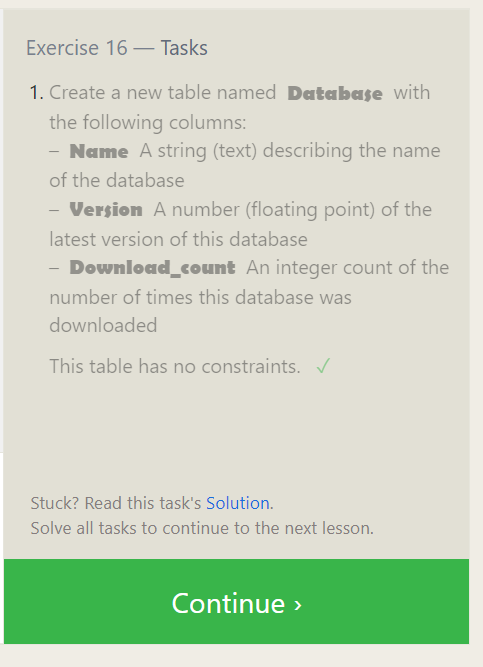 Exercise 16 — Tasks
1. Create a new table named Database with
the following columns:
– Name A string (text) describing the name
of the database
– Version A number (floating point) of the
latest version of this database
– Download_count An integer count of the
number of times this database was
downloaded
This table has no constraints. ✓
Stuck? Read this task's Solution.
Solve all tasks to continue to the next lesson.
Continue ›